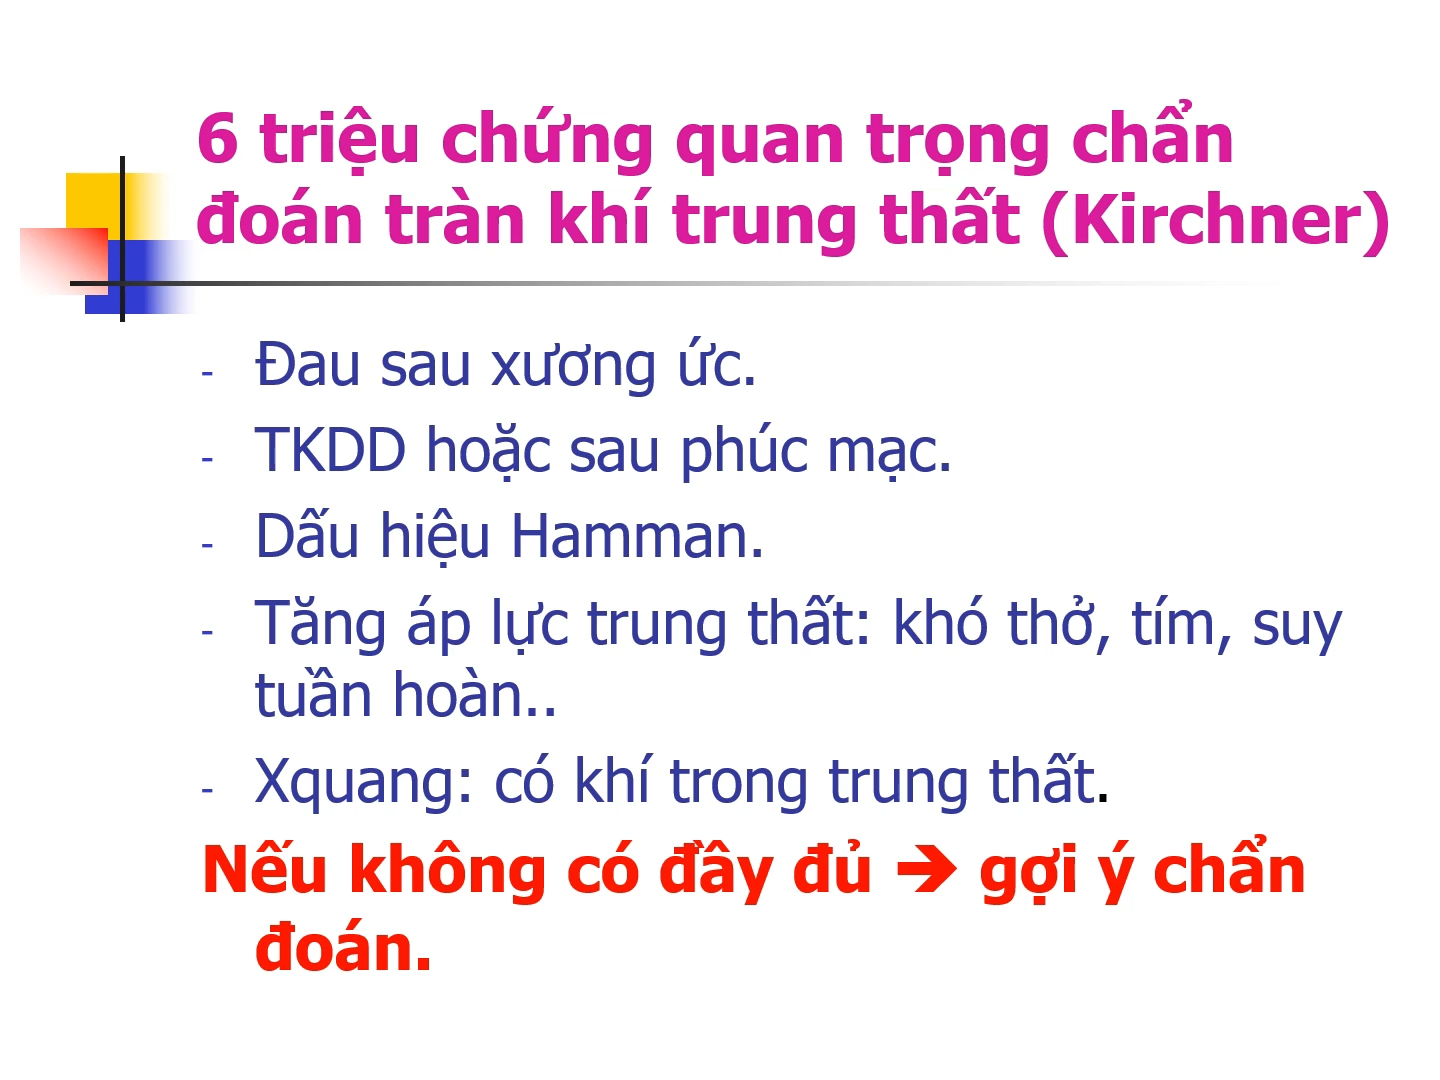 6 triệu chứng quan trọng chẩn
đoán tràn khí trung thất (Kirchner)
- Đau sau xương ức.
- TKDD hoặc sau phúc mạc.
- Dấu hiệu Hamman.
- Tăng áp lực trung thất: khó thở, tím, suy
tuần hoàn..
- Xquang: có khí trong trung thất.
Nếu không có đầy đủ ➔ gợi ý chẩn
đoán.